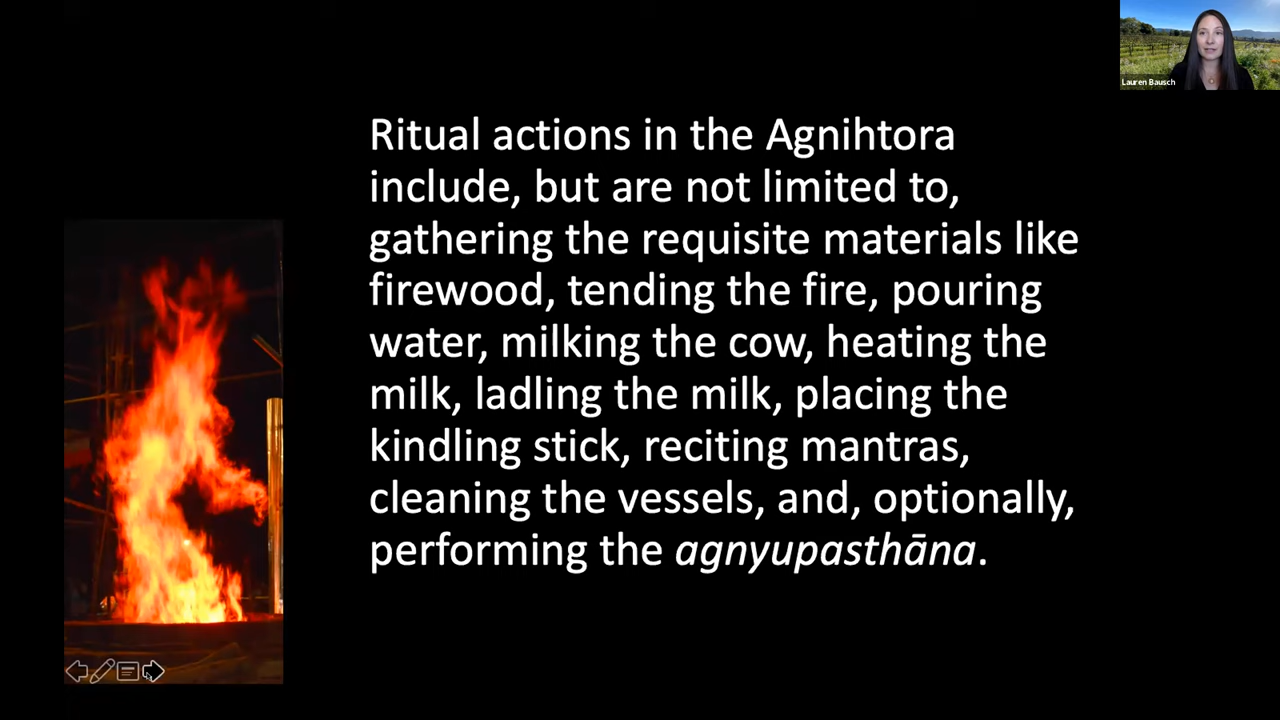 Lauren Bausch
Ritual actions in the Agnihtora
include, but are not limited to,
gathering the requisite materials like
firewood, tending the fire, pouring
water, milking the cow, heating the
milk, ladling the milk, placing the
kindling stick, reciting mantras,
cleaning the vessels, and, optionally,
performing the agnyupasthāna.